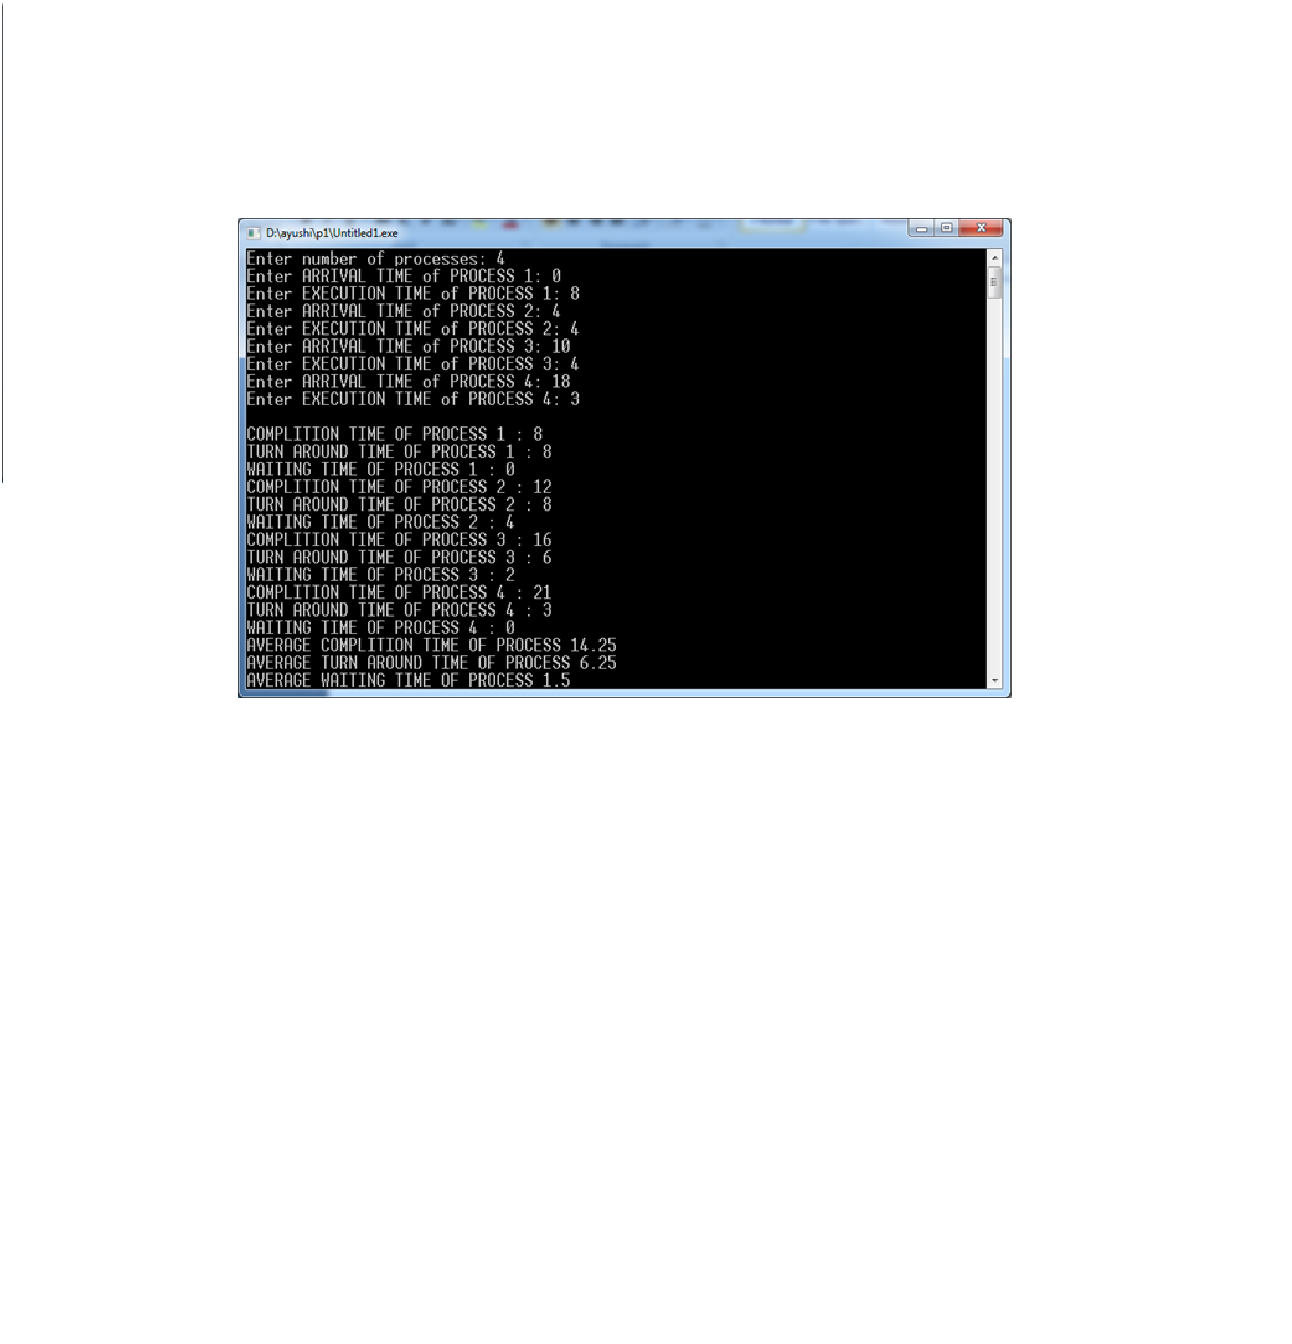 D:\ayushi\p1\Untitled1.exe
Enter number of processes: 4
Enter ARRIVAL TIME of PROCESS 1: 0
Enter EXECUTION TIME of PROCESS 1: 8
Enter ARRIVAL TIME of PROCESS 2: 4
Enter EXECUTION TIME of PROCESS 2: 4
Enter ARRIVAL TIME of PROCESS 3: 10
Enter EXECUTION TIME of PROCESS 3: 4
Enter ARRIVAL TIME of PROCESS 4: 18
Enter EXECUTION TIME of PROCESS 4: 3
COMPLITION TIME OF PROCESS 1 : 8
TURN AROUND TIME OF PROCESS 1 : 8
WAITING TIME OF PROCESS 1 : 0
COMPLITION TIME OF PROCESS 2 : 12
TURN AROUND TIME OF PROCESS 2 : 8
WAITING TIME OF PROCESS 2 : 4
COMPLITION TIME OF PROCESS 3 : 16
TURN AROUND TIME OF PROCESS 3 : 6
WAITING TIME OF PROCESS 3 : 2
COMPLITION TIME OF PROCESS 4 : 21
TURN AROUND TIME OF PROCESS 4 : 3
WAITING TIME OF PROCESS 4 : 0
AVERAGE COMPLITION TIME OF PROCESS 14.25
AVERAGE TURN AROUND TIME OF PROCESS 6.25
AVERAGE WAITING TIME OF PROCESS 1.5